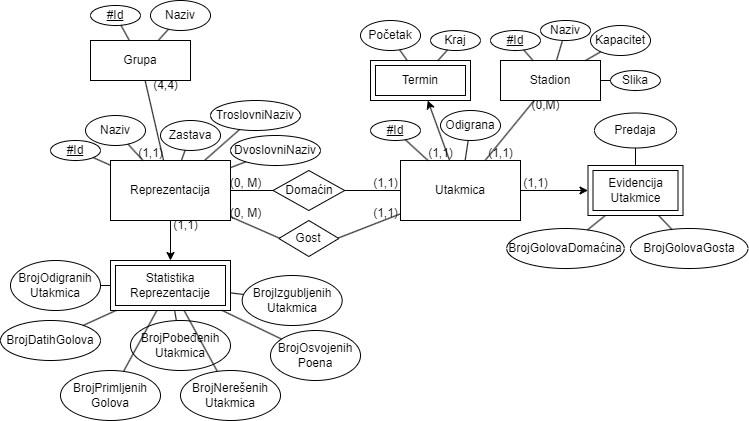 #Id
Naziv
Grupa
(4,4)
Početak
Kraj
Termin
#Id
Naziv
Kapacitet
Stadion
Slika
(0,M)
#Id
Naziv
Zastava
TroslovniNaziv
DvoslovniNaziv
(1,1)
Reprezentacija
(0, M)
Domaćin
(1,1)
(0, M)
Gost
(1,1)
(1,1)
#Id
Odigrana
(1,1)
(1,1)
Utakmica
(1,1)
Predaja
Evidencija
Utakmice
BrojGolovaDomaćina
BrojGolovaGosta
Statistika
Reprezentacije
BrojOdigranih
Utakmica
BrojDatihGolova
BrojPrimljenih
Golova
BrojPobeđenih
Utakmica
BrojNerešenih
Utakmica
BrojIzgubljenih
Utakmica
BrojOsvojenih
Poena